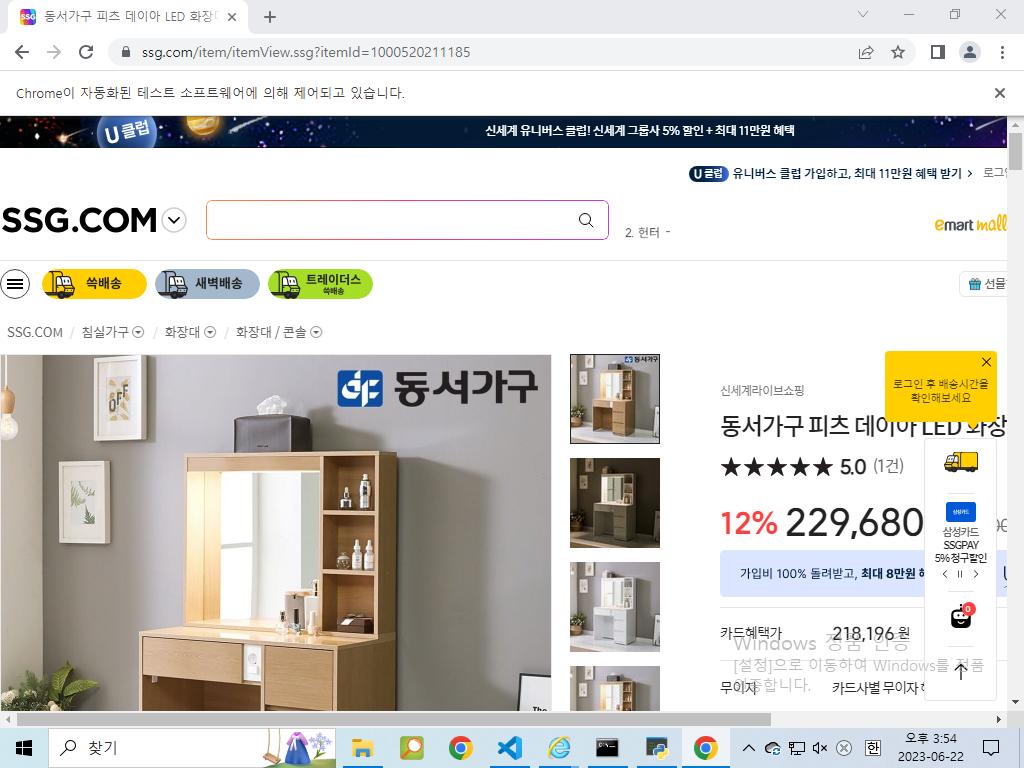 동서가구 피츠 데이아 LED 화장대
ssg.com/item/itemView.ssg?itemId=1000520211185
Chrome이 자동화된 테스트 소프트웨어에 의해 제어되고 있습니다.
U 클럽 신세계 유니버스 클럽! 신세계 그룹사 5% 할인 + 최대 11만원 혜택
U 클럽 유니버스 클럽 가입하고, 최대 11만원 혜택 받기 > 로그인
SSG.COM
2. 헌터 -
emart mall
쓱배송 새벽배송 트레이더스 쓱배송
선물
SSG.COM / 침실가구 / 화장대 / 화장대 / 콘솔
OFF
동서가구
동서가구
The
신세계라이브쇼핑
로그인 후 배송시간을
확인해보세요
동서가구 피츠 데이아 LED 화장
★★★★★ 5.0 (1건)
12% 229,680
가입비 100% 돌려받고, 최대 8만원
카드혜택가 218,196 원
무이자 카드사별 무이자
삼성카드
삼성카드
SSGPAY
5% 청구할인
0
Windows 정품 인증
[설정]으로 이동하여 Windows를 정품
인증합니다.
찾기
한
오후 3:54
2023-06-22